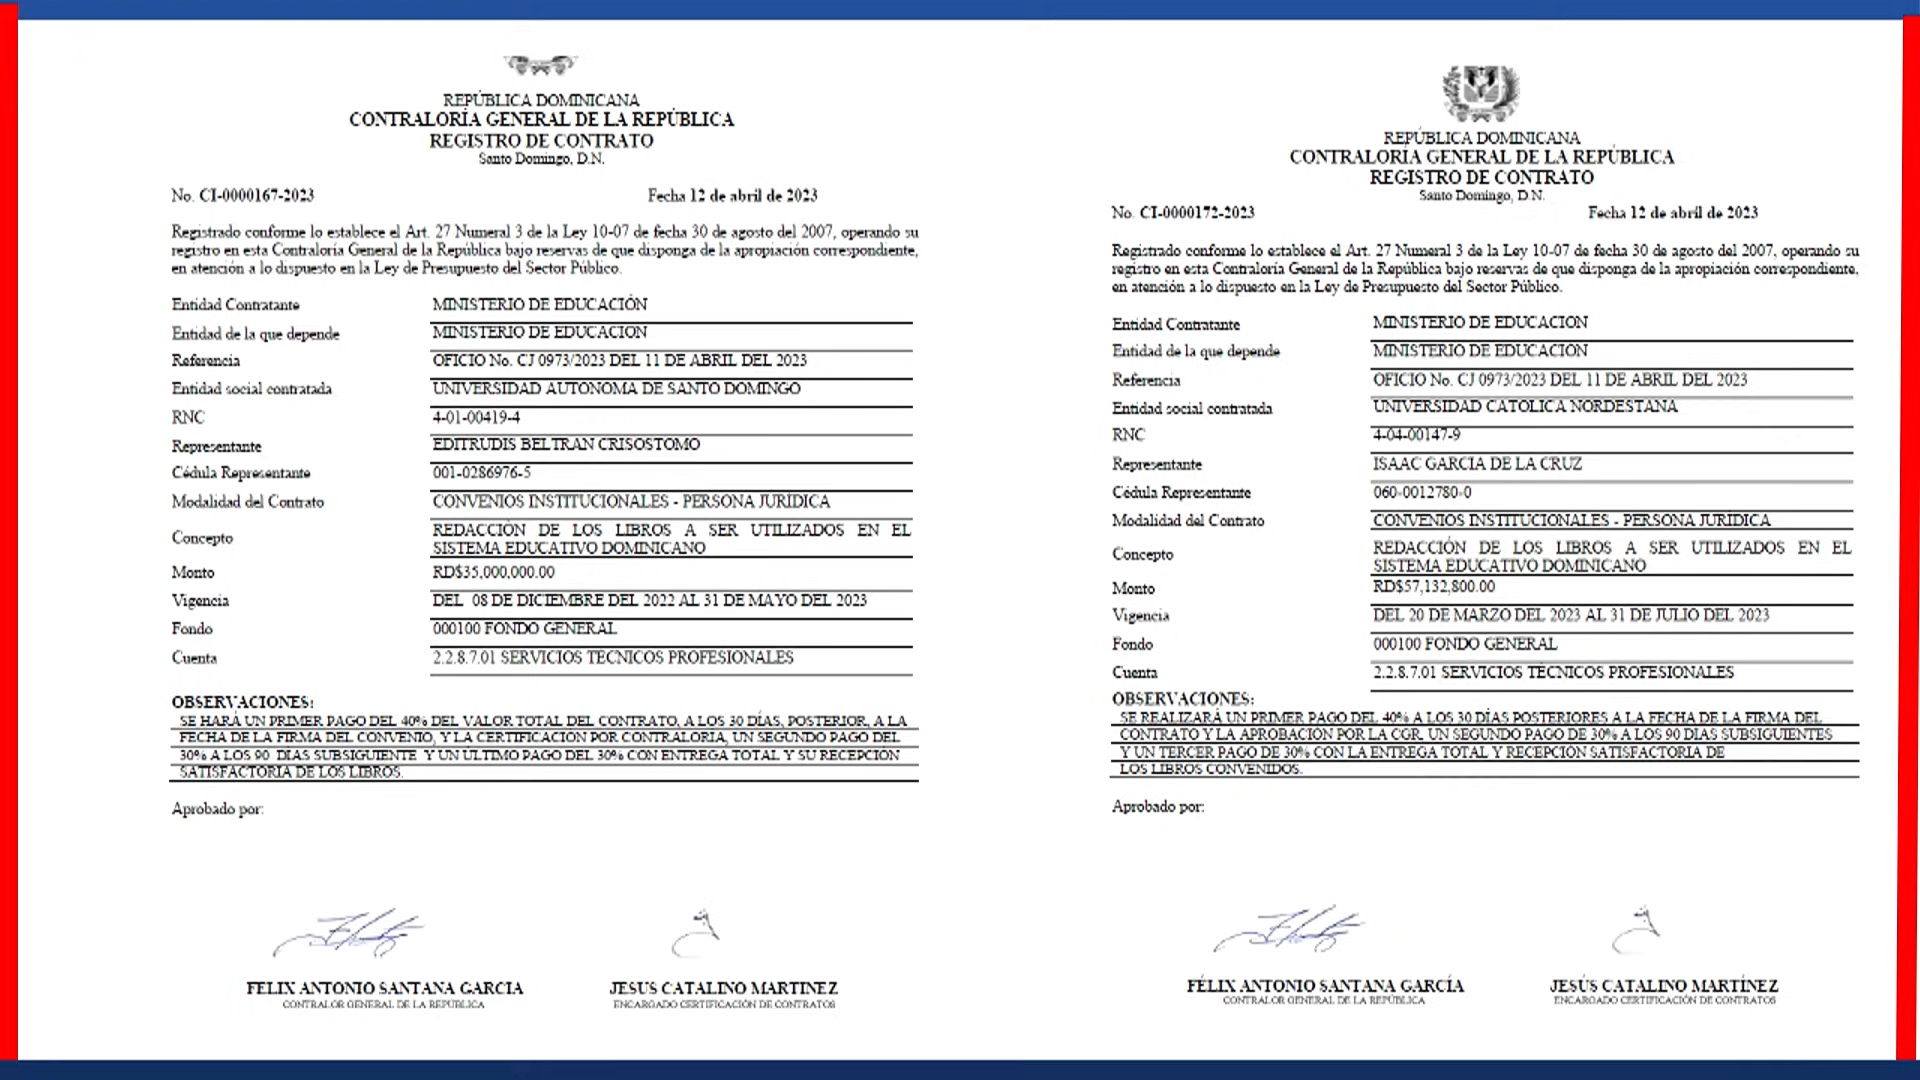 REPÚBLICA DOMINICANA
CONTRALORÍA GENERAL DE LA REPÚBLICA
REGISTRO DE CONTRATO
Santo Domingo, D.N.
No. CI-0000167-2023 Fecha 12 de abril de 2023
Registrado conforme lo establece el Art. 27 Numeral 3 de la Ley 10-07 de fecha 30 de agosto del 2007, operando su
registro en esta Contraloría General de la República bajo reservas de que disponga de la apropiación correspondiente,
en atención a lo dispuesto en la Ley de Presupuesto del Sector Público.
Entidad Contratante MINISTERIO DE EDUCACIÓN
Entidad de la que depende MINISTERIO DE EDUCACION
Referencia OFICIO No. CJ 0973/2023 DEL 11 DE ABRIL DEL 2023
Entidad social contratada UNIVERSIDAD AUTONOMA DE SANTO DOMINGO
RNC 4-01-00419-4
Representante EDITRUDIS BELTRAN CRISOSTOMO
Cédula Representante 001-0286976-5
Modalidad del Contrato CONVENIOS INSTITUCIONALES - PERSONA JURÍDICA
Concepto REDACCIÓN DE LOS LIBROS A SER UTILIZADOS EN EL
SISTEMA EDUCATIVO DOMINICANO
Monto RD$35,000,000.00
Vigencia DEL 08 DE DICIEMBRE DEL 2022 AL 31 DE MAYO DEL 2023
Fondo 000100 FONDO GENERAL
Cuenta 2.2.8.7.01 SERVICIOS TECNICOS PROFESIONALES
OBSERVACIONES:
SE HARÁ UN PRIMER PAGO DEL 40% DEL VALOR TOTAL DEL CONTRATO, A LOS 30 DÍAS, POSTERIOR, A LA
FECHA DE LA FIRMA DEL CONVENIO, Y LA CERTIFICACIÓN POR CONTRALORIA, UN SEGUNDO PAGO DEL
30% A LOS 90 DIAS SUBSIGUIENTE Y UN ULTIMO PAGO DEL 30% CON ENTREGA TOTAL Y SU RECEPCIÓN
SATISFACTORIA DE LOS LIBROS.
Aprobado por:
FELIX ANTONIO SANTANA GARCIA
CONTRALOR GENERAL DE LA REPÚBLICA
JESUS CATALINO MARTINEZ
ENCARGADO CERTIFICACIÓN DE CONTRATOS
REPÚBLICA DOMINICANA
CONTRALORÍA GENERAL DE LA REPÚBLICA
REGISTRO DE CONTRATO
Santo Domingo, D.N.
No. CI-0000172-2023 Fecha 12 de abril de 2023
Registrado conforme lo establece el Art. 27 Numeral 3 de la Ley 10-07 de fecha 30 de agosto del 2007, operando su
registro en esta Contraloría General de la República bajo reservas de que disponga de la apropiación correspondiente,
en atención a lo dispuesto en la Ley de Presupuesto del Sector Público.
Entidad Contratante MINISTERIO DE EDUCACION
Entidad de la que depende MINISTERIO DE EDUCACION
Referencia OFICIO No. CJ 0973/2023 DEL 11 DE ABRIL DEL 2023
Entidad social contratada UNIVERSIDAD CATOLICA NORDESTANA
RNC 4-04-00147-9
Representante ISAAC GARCIA DE LA CRUZ
Cédula Representante 060-0012780-0
Modalidad del Contrato CONVENIOS INSTITUCIONALES - PERSONA JURÍDICA
Concepto REDACCIÓN DE LOS LIBROS A SER UTILIZADOS EN EL
SISTEMA EDUCATIVO DOMINICANO
Monto RD$57,132,800.00
Vigencia DEL 20 DE MARZO DEL 2023 AL 31 DE JULIO DEL 2023
Fondo 000100 FONDO GENERAL
Cuenta 2.2.8.7.01 SERVICIOS TÉCNICOS PROFESIONALES
OBSERVACIONES:
SE REALIZARÁ UN PRIMER PAGO DEL 40% A LOS 30 DÍAS POSTERIORES A LA FECHA DE LA FIRMA DEL
CONTRATO Y LA APROBACIÓN POR LA CGR, UN SEGUNDO PAGO DE 30% A LOS 90 DIAS SUBSIGUIENTES
Y UN TERCER PAGO DE 30% CON LA ENTREGA TOTAL Y RECEPCIÓN SATISFACTORIA DE
LOS LIBROS CONVENIDOS.
Aprobado por:
FÉLIX ANTONIO SANTANA GARCÍA
CONTRALOR GENERAL DE LA REPÚBLICA
JESÚS CATALINO MARTÍNEZ
ENCARGADO CERTIFICACIÓN DE CONTRATOS